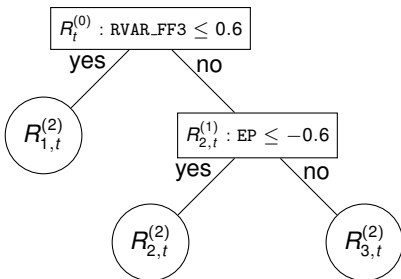 R_t^{(0)} : RVAR_FF3 ≤ 0.6
yes no
R_{1,t}^{(2)}
R_{2,t}^{(1)} : EP ≤ −0.6
yes no
R_{2,t}^{(2)} R_{3,t}^{(2)}